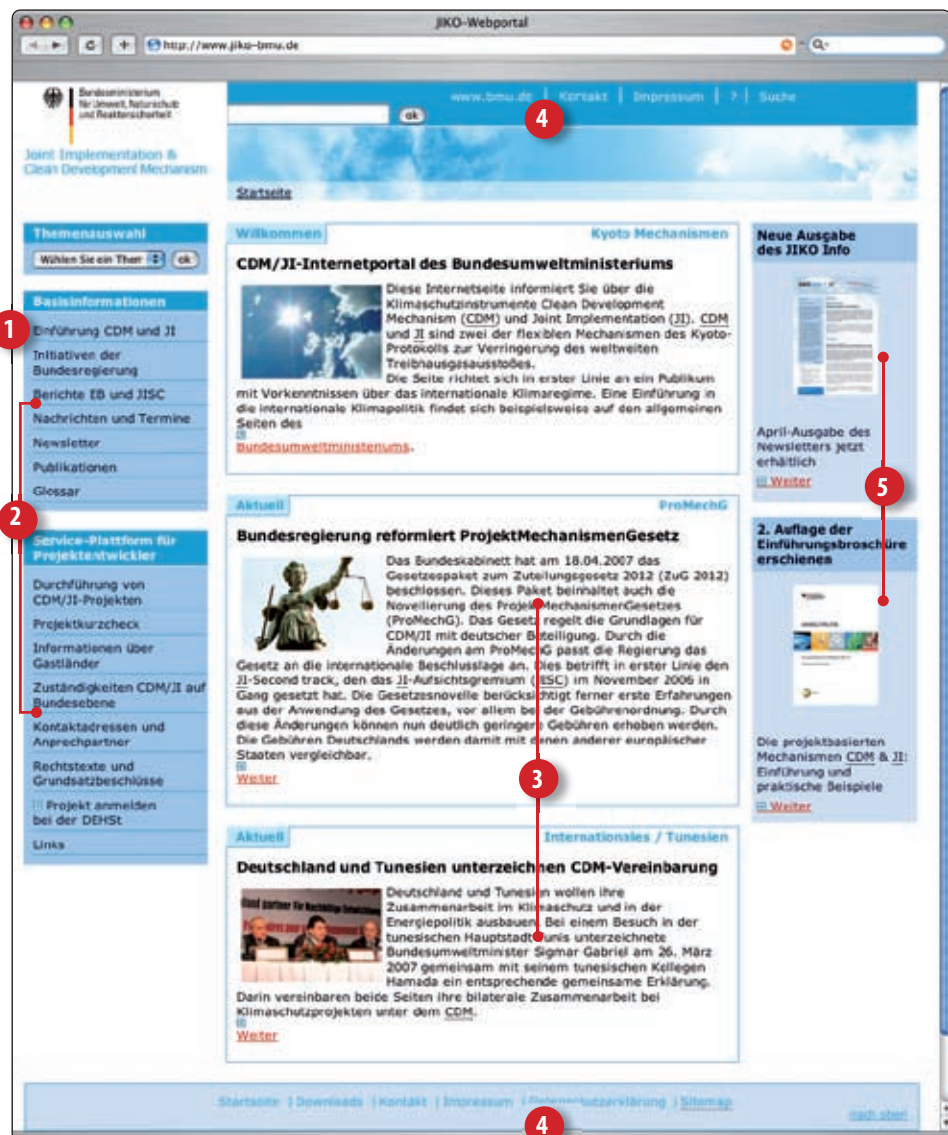 JIKO-Webportal
http://www.jiko-bmu.de
Bundesministerium
für Umwelt, Naturschutz
und Reaktorsicherheit
Joint Implementation &
Clean Development Mechanism
www.bmu.de | Kontakt | Impressum | ? | Suche
ok
4
Startseite
Themenauswahl
Wählen Sie ein Them
ok
Basisinformationen
1
Einführung CDM und JI
Initiativen der
Bundesregierung
Berichte EB und JISC
Nachrichten und Termine
Newsletter
Publikationen
Glossar
2
Service-Plattform für
Projektentwickler
Durchführung von
CDM/JI-Projekten
Projektkurzcheck
Informationen über
Gastländer
Zuständigkeiten CDM/JI auf
Bundesebene
Kontaktadressen und
Anprechpartner
Rechtstexte und
Grundsatzbeschlüsse
Projekt anmelden
bei der DEHSt
Links
Willkommen
Kyoto Mechanismen
CDM/JI-Internetportal des Bundesumweltministeriums
Diese Internetseite informiert Sie über die
Klimaschutzinstrumente Clean Development
Mechanism (CDM) und Joint Implementation (JI). CDM
und JI sind zwei der flexiblen Mechanismen des Kyoto-
Protokolls zur Verringerung des weltweiten
Treibhausgasausstoßes.
Die Seite richtet sich in erster Linie an ein Publikum
mit Vorkenntnissen über das internationale Klimaregime. Eine Einführung in
die internationale Klimapolitik findet sich beispielsweise auf den allgemeinen
Seiten des
Bundesumweltministeriums.
Aktuell
ProMechG
Bundesregierung reformiert ProjektMechanismenGesetz
Das Bundeskabinett hat am 18.04.2007 das
Gesetzespaket zum Zuteilungsgesetz 2012 (ZuG 2012)
beschlossen. Dieses Paket beinhaltet auch die
Novellierung des ProjektMechanismenGesetzes
(ProMechG). Das Gesetz regelt die Grundlagen für
CDM/JI mit deutscher Beteiligung. Durch die
Änderungen am ProMechG passt die Regierung das
Gesetz an die internationale Beschlusslage an. Dies betrifft in erster Linie den
JI-Second track, den das JI-Aufsichtsgremium (JISC) im November 2006 in
Gang gesetzt hat. Die Gesetzesnovelle berücksichtigt ferner erste Erfahrungen
aus der Anwendung des Gesetzes, vor allem bei der Gebührenordnung. Durch
diese Änderungen können nun deutlich geringere Gebühren erhoben werden.
Die Gebühren Deutschlands werden damit mit denen anderer europäischer
Staaten vergleichbar.
Weiter
3
Aktuell
Internationales / Tunesien
Deutschland und Tunesien unterzeichnen CDM-Vereinbarung
Deutschland und Tunesien wollen ihre
Zusammenarbeit im Klimaschutz und in der
Energiepolitik ausbauen. Bei einem Besuch in der
tunesischen Hauptstadt Tunis unterzeichnete
Bundesumweltminister Sigmar Gabriel am 26. März
2007 gemeinsam mit seinem tunesischen Kollegen
Hamada ein entsprechende gemeinsame Erklärung.
Darin vereinbaren beide Seiten ihre bilaterale Zusammenarbeit bei
Klimaschutzprojekten unter dem CDM.
Weiter
Neue Ausgabe
des JIKO Info
April-Ausgabe des
Newsletters jetzt
erhältlich
Weiter
5
2. Auflage der
Einführungsbroschüre
erschienen
Die projektbasierten
Mechanismen CDM & JI:
Einführung und
praktische Beispiele
Weiter
Startseite | Downloads | Kontakt | Impressum | Datenschutzerklärung | Sitemap
4
nach oben